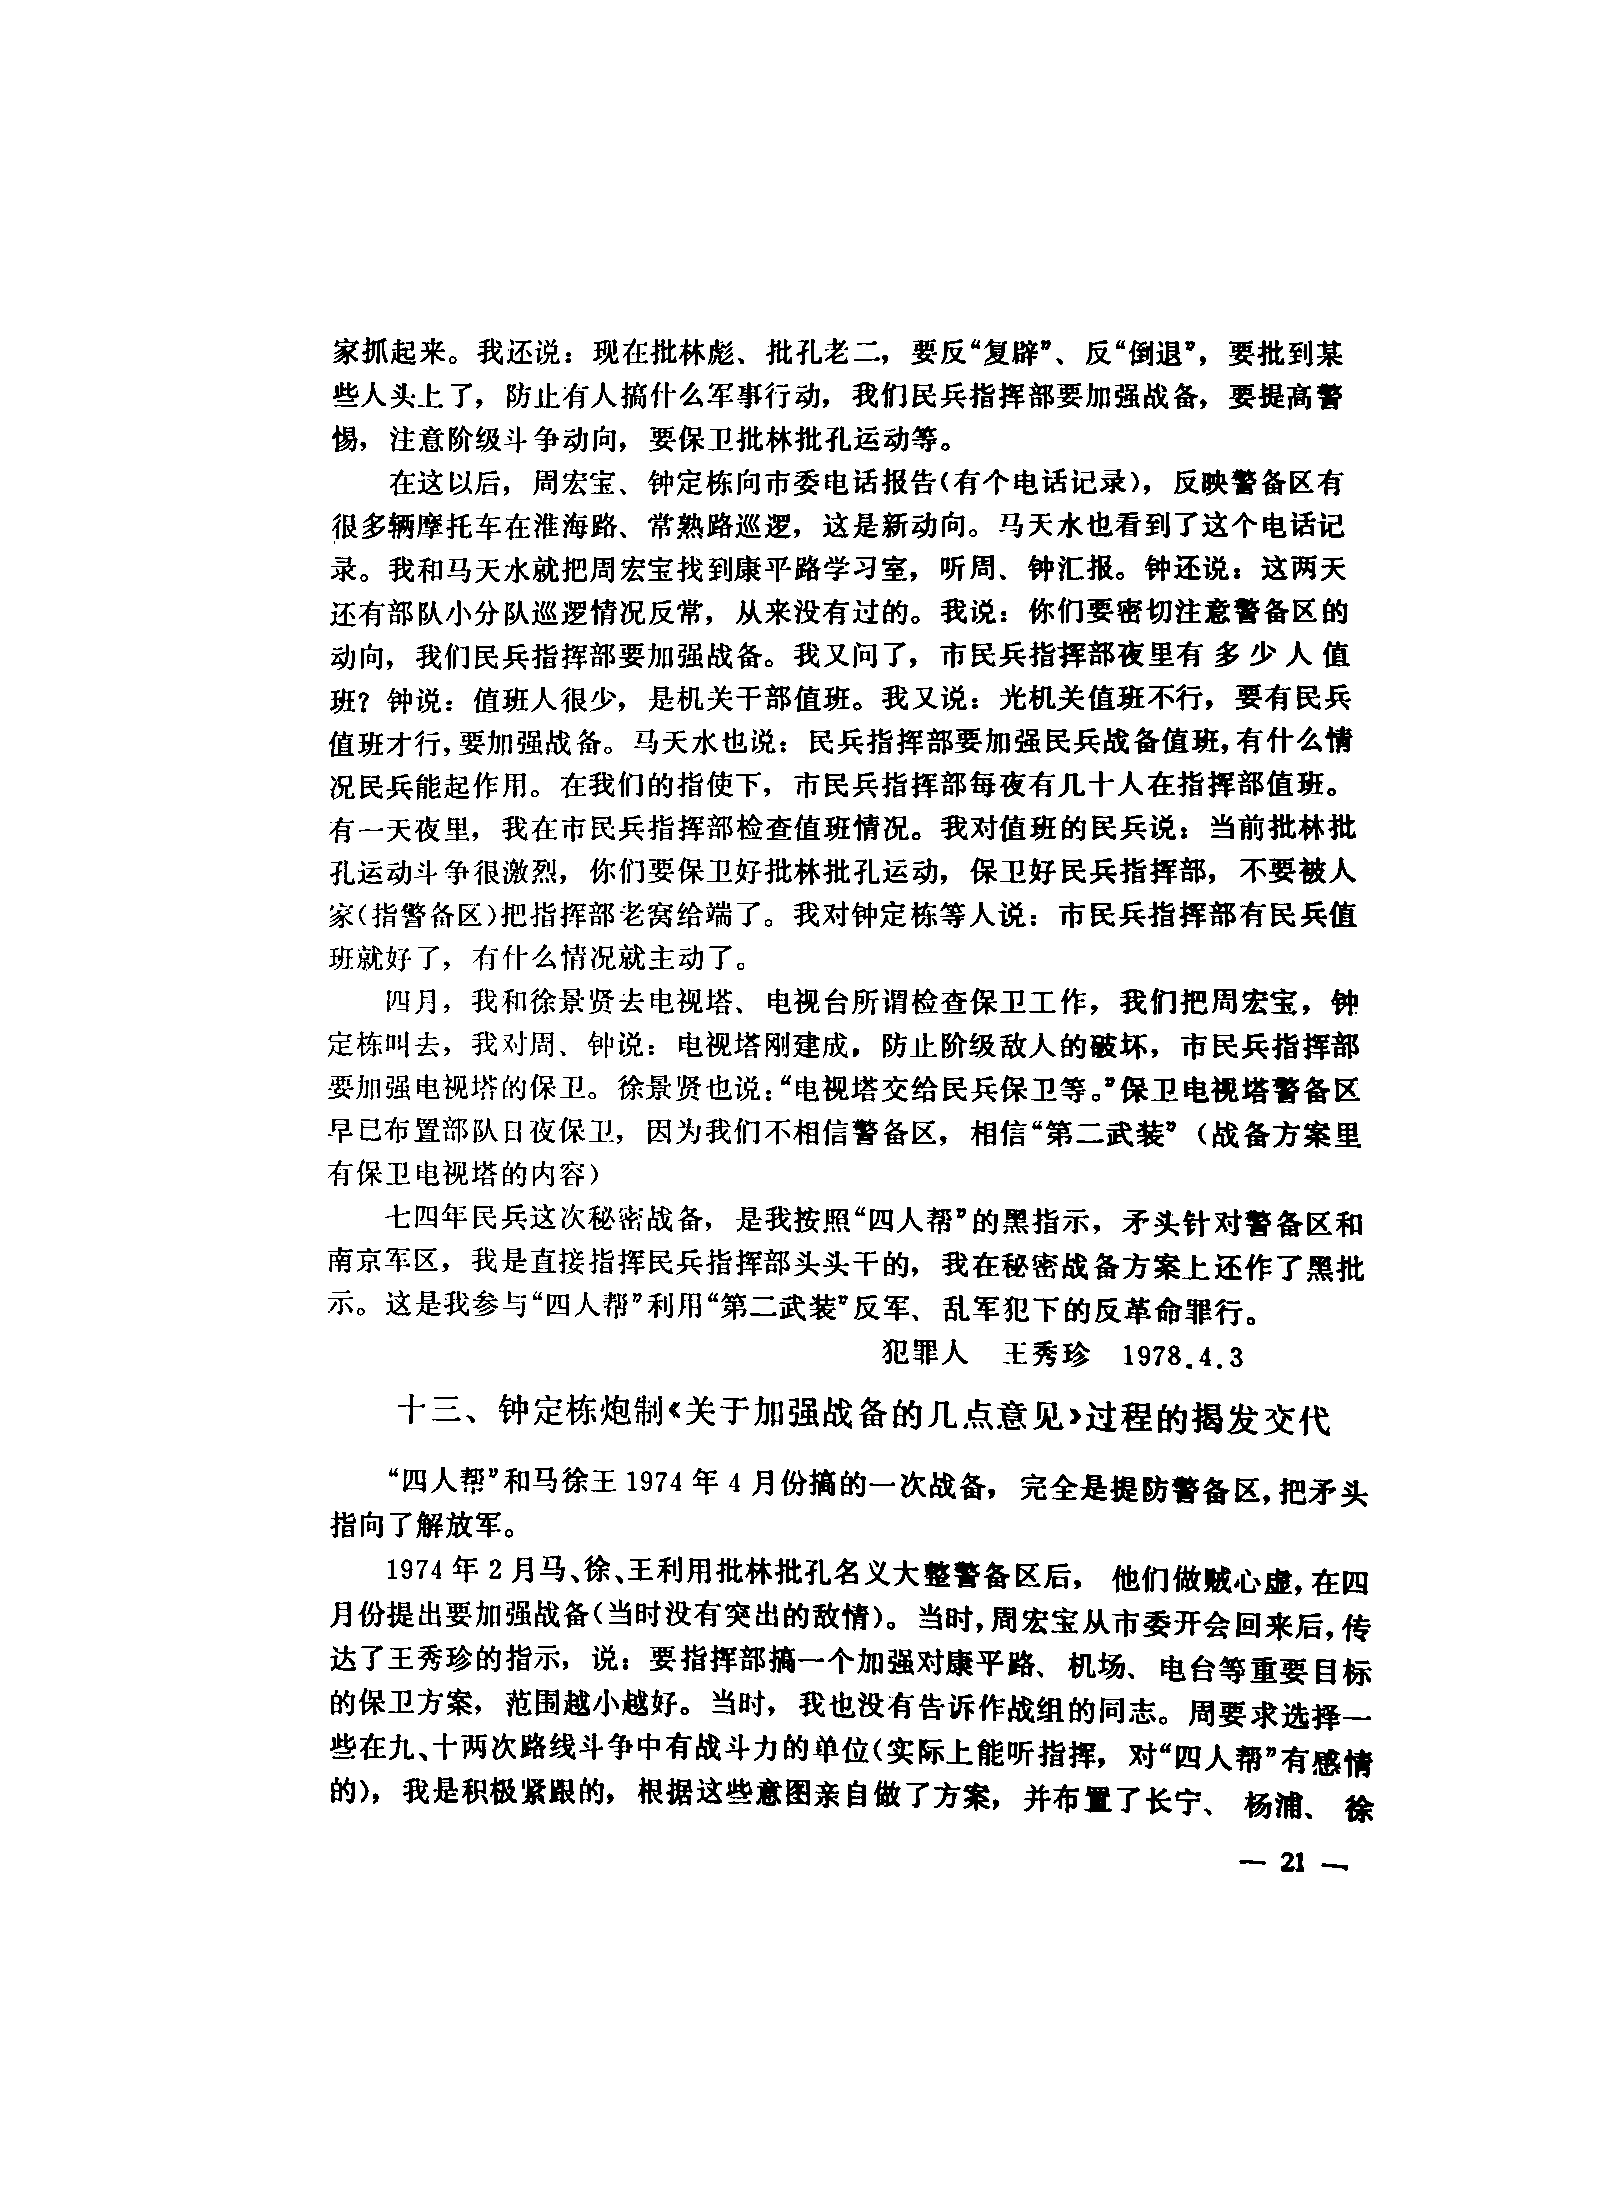 家抓起来。我还说：现在批林彪、批孔老二，要反“复辟”、反“倒退”，要批到某
些人头上了，防止有人搞什么军事行动，我们民兵指挥部要加强战备，要提高警
惕，注意阶级斗争动向，要保卫批林批孔运动等。
在这以后，周宏宝、钟定栋向市委电话报告（有个电话记录），反映警备区有
很多辆摩托车在淮海路、常熟路巡逻，这是新动向。马天水也看到了这个电话记
录。我和马天水就把周宏宝找到康平路学习室，听周、钟汇报。钟还说：这两天
还有部队小分队巡逻情况反常，从来没有过的。我说：你们要密切注意警备区的
动向，我们民兵指挥部要加强战备。我又问了，市民兵指挥部夜里有多少人值
班？钟说：值班人很少，是机关干部值班。我又说：光机关值班不行，要有民兵
值班才行，要加强战备。马天水也说：民兵指挥部要加强民兵战备值班，有什么情
况民兵能起作用。在我们的指使下，市民兵指挥部每夜有几十人在指挥部值班。
有一天夜里，我在市民兵指挥部检查值班情况。我对值班的民兵说：当前批林批
孔运动斗争很激烈，你们要保卫好批林批孔运动，保卫好民兵指挥部，不要被人
家（指警备区）把指挥部老窝给端了。我对钟定栋等人说：市民兵指挥部有民兵值
班就好了，有什么情况就主动了。
四月，我和徐景贤去电视塔、电视台所谓检查保卫工作，我们把周宏宝，钟
定栋叫去，我对周、钟说：电视塔刚建成，防止阶级敌人的破坏，市民兵指挥部
要加强电视塔的保卫。徐景贤也说：“电视塔交给民兵保卫等。”保卫电视塔警备区
早已布置部队日夜保卫，因为我们不相信警备区，相信“第二武装”（战备方案里
有保卫电视塔的内容）
七四年民兵这次秘密战备，是我按照“四人帮”的黑指示，矛头针对警备区和
南京军区，我是直接指挥民兵指挥部头头干的，我在秘密战备方案上还作了黑批
示。这是我参与“四人帮”利用“第二武装”反军、乱军犯下的反革命罪行。
犯罪人　王秀珍　1978.4.3
十三、钟定栋炮制《关于加强战备的几点意见》过程的揭发交代
“四人帮”和马徐王1974年4月份搞的一次战备，完全是提防警备区，把矛头
指向了解放军。
1974年2月马、徐、王利用批林批孔名义大整警备区后，他们做贼心虚，在四
月份提出要加强战备（当时没有突出的敌情）。当时，周宏宝从市委开会回来后，传
达了王秀珍的指示，说：要指挥部搞一个加强对康平路、机场、电台等重要目标
的保卫方案，范围越小越好。当时，我也没有告诉作战组的同志。周要求选择一
些在九、十两次路线斗争中有战斗力的单位（实际上能听指挥，对“四人帮”有感情
的），我是积极紧跟的，根据这些意图亲自做了方案，并布置了长宁、杨浦、徐
— 21 —